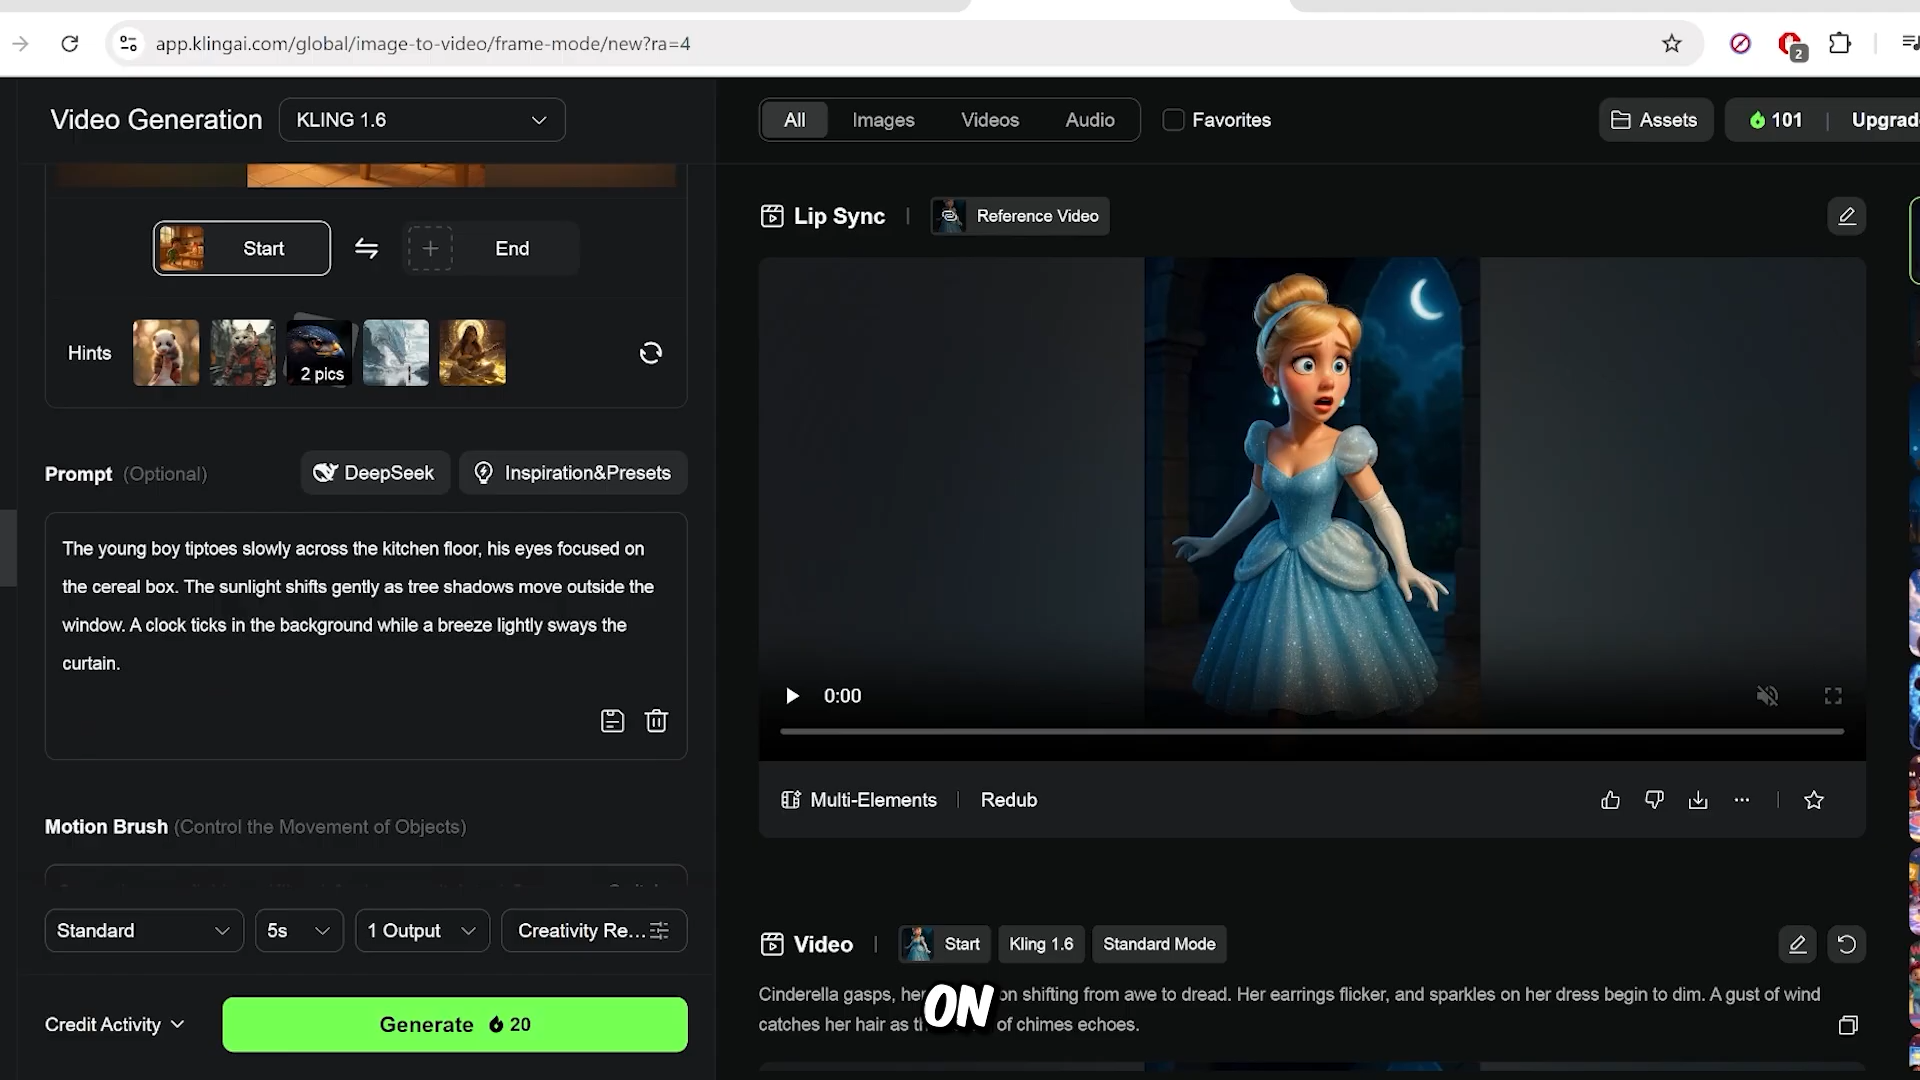 app.klingai.com/global/image-to-video/frame-mode/new?ra=4
2
Video Generation
KLING 1.6
All
Images
Videos
Audio
Favorites
Assets
101
Start
End
Hints
2 pics
Prompt (Optional)
DeepSeek
Inspiration&Presets
The young boy tiptoes slowly across the kitchen floor, his eyes focused on
the cereal box. The sunlight shifts gently as tree shadows move outside the
window. A clock ticks in the background while a breeze lightly sways the
curtain.
Motion Brush (Control the Movement of Objects)
Standard
5s
1 Output
Creativity Re...
Credit Activity
Generate 20
Lip Sync
Reference Video
0:00
Multi-Elements
Redub
Video
Start
Kling 1.6
Standard Mode
Cinderella gasps, on shifting from awe to dread. Her earrings flicker, and sparkles on her dress begin to dim. A gust of wind
catches her hair as of chimes echoes.
ON